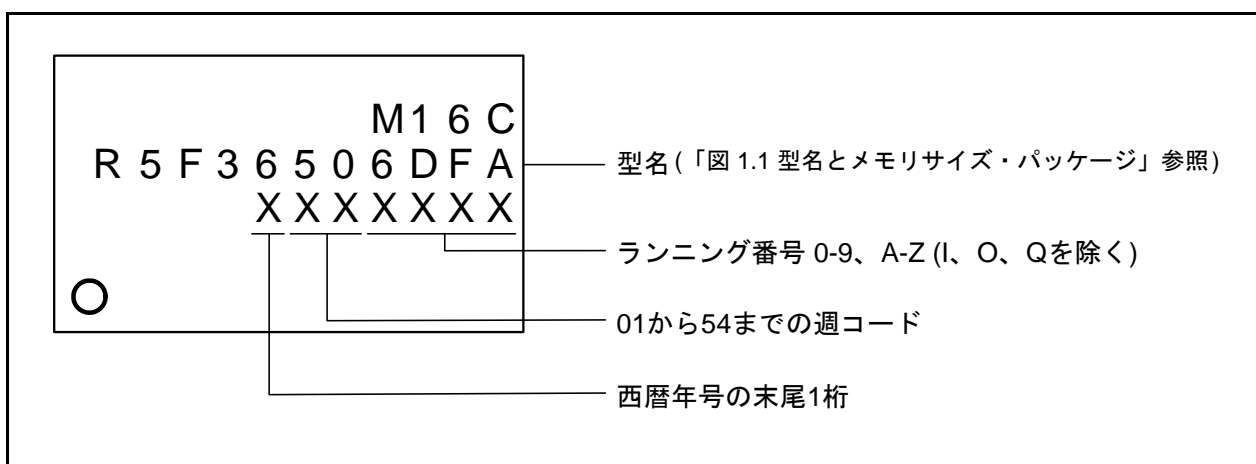 M16C
R5F36506DFA
XXXXXXX
型名(「図 1.1 型名とメモリサイズ・パッケージ」参照)
ランニング番号 0-9、A-Z (I、O、Qを除く)
01から54までの週コード
西暦年号の末尾1桁